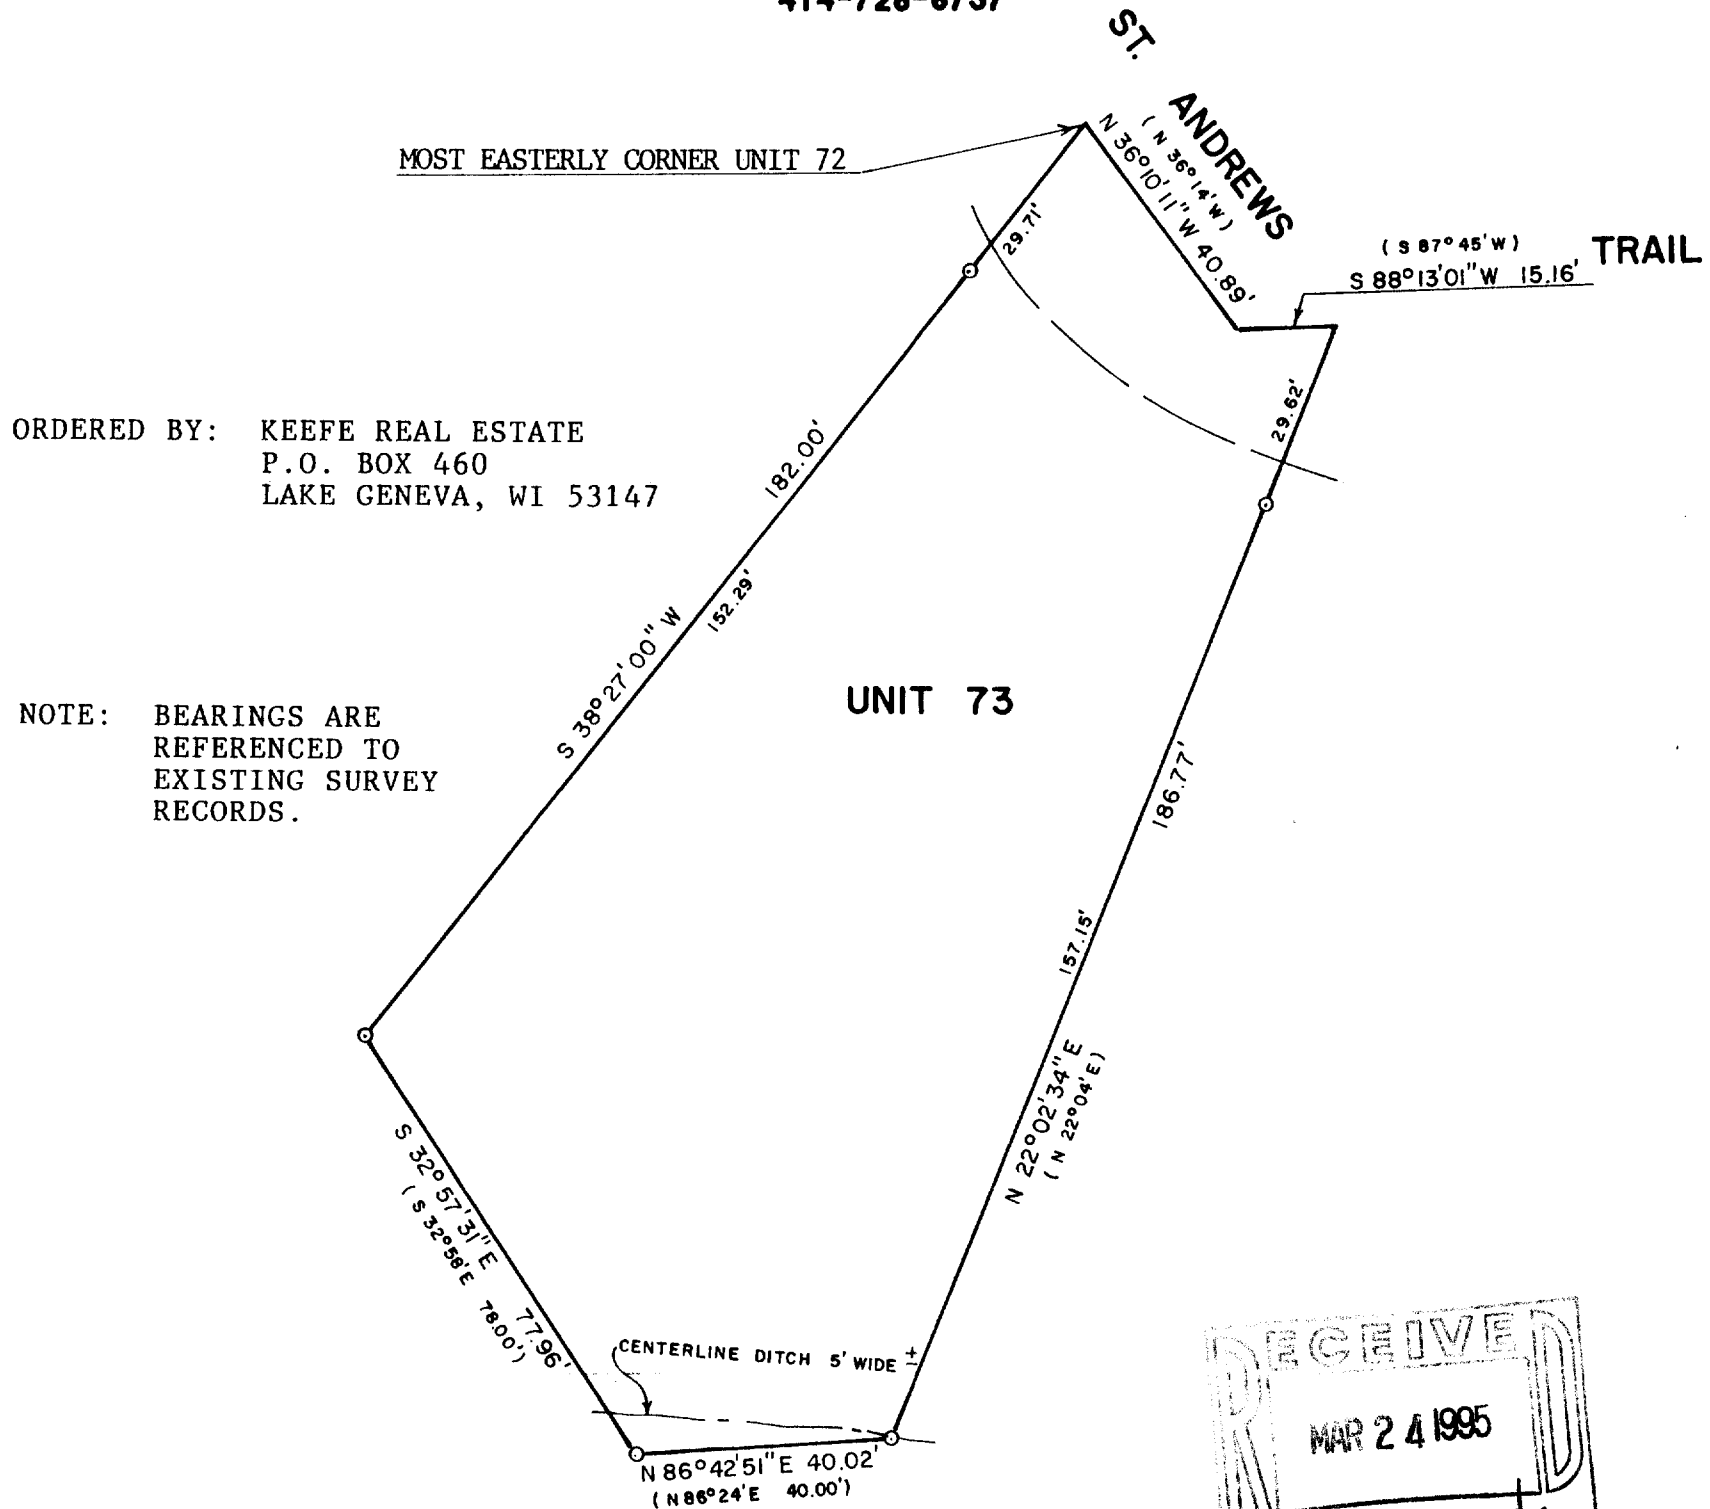 414-728-6757
ST. ANDREWS TRAIL
MOST EASTERLY CORNER UNIT 72
N 36°10'11" W 40.89'
( N 36°14' W )
( S 87°45' W )
S 88°13'01" W 15.16'
29.71'
29.62'
ORDERED BY: KEEFE REAL ESTATE
P.O. BOX 460
LAKE GENEVA, WI 53147
182.00'
152.29'
S 38°27'00" W
UNIT 73
NOTE: BEARINGS ARE
REFERENCED TO
EXISTING SURVEY
RECORDS.
186.77'
157.15'
N 22°02'34" E
( N 22°04' E )
S 32°57'31" E 77.96'
( S 32°58' E 78.00' )
CENTERLINE DITCH 5' WIDE ±
N 86°42'51" E 40.02'
( N 86°24' E 40.00' )
RECEIVED
MAR 24 1995